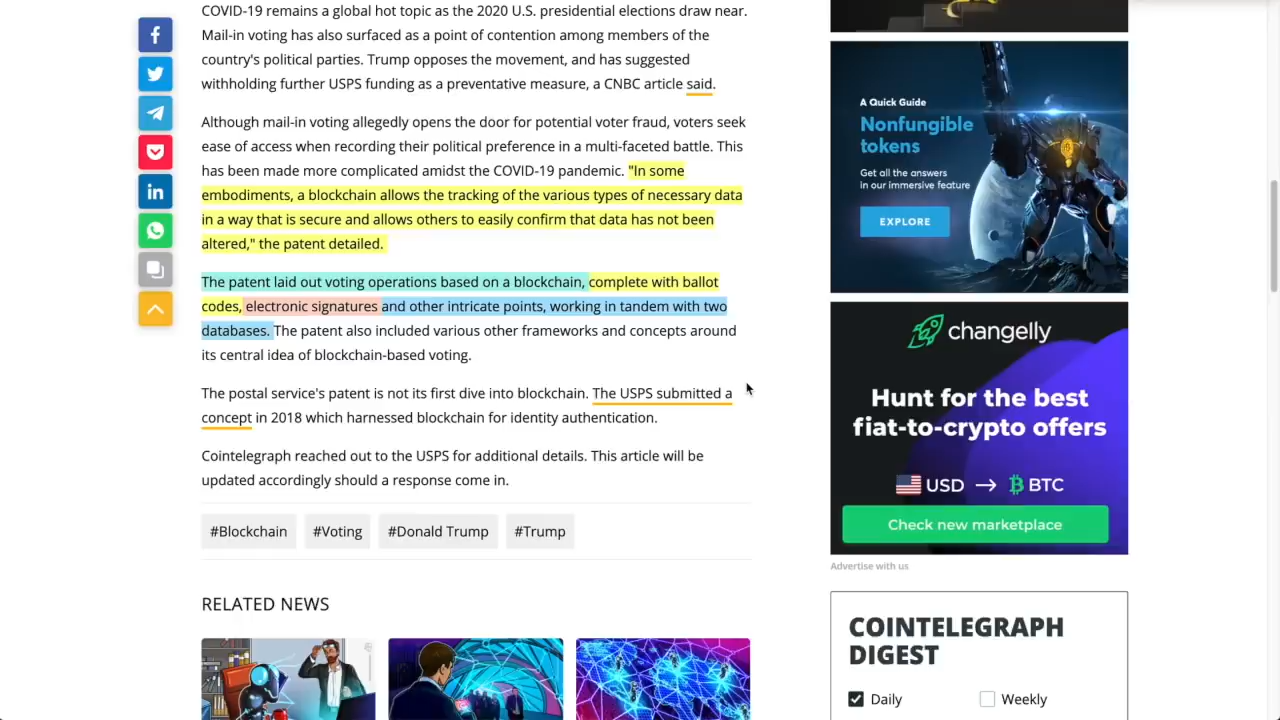 COVID-19 remains a global hot topic as the 2020 U.S. presidential elections draw near.
Mail-in voting has also surfaced as a point of contention among members of the
country's political parties. Trump opposes the movement, and has suggested
withholding further USPS funding as a preventative measure, a CNBC article said.
Although mail-in voting allegedly opens the door for potential voter fraud, voters seek
ease of access when recording their political preference in a multi-faceted battle. This
has been made more complicated amidst the COVID-19 pandemic. "In some
elements, a blockchain allows the tracking of the various types of necessary data
in a way that is secure and allows others to easily confirm that data has not been
altered," the patent detailed.
The patent laid out voting operations based on a blockchain, complete with ballot
codes, electronic signatures and other intricate points, working in tandem with two
databases. The patent also included various other frameworks and concepts around
its central idea of blockchain-based voting.
The postal service's patent is not its first dive into blockchain. The USPS submitted a
concept in 2018 which harnessed blockchain for identity authentication.
Cointelegraph reached out to the USPS for additional details. This article will be
updated accordingly should a response come in.
#Blockchain
#Voting
#Donald Trump
#Trump
RELATED NEWS
A Quick Guide
Nonfungible
tokens
Get all the answers
in our immersive feature
EXPLORE
changelly
Hunt for the best
fiat-to-crypto offers
USD → BTC
Check new marketplace
Advertise with us
COINTELEGRAPH
DIGEST
Daily
Weekly